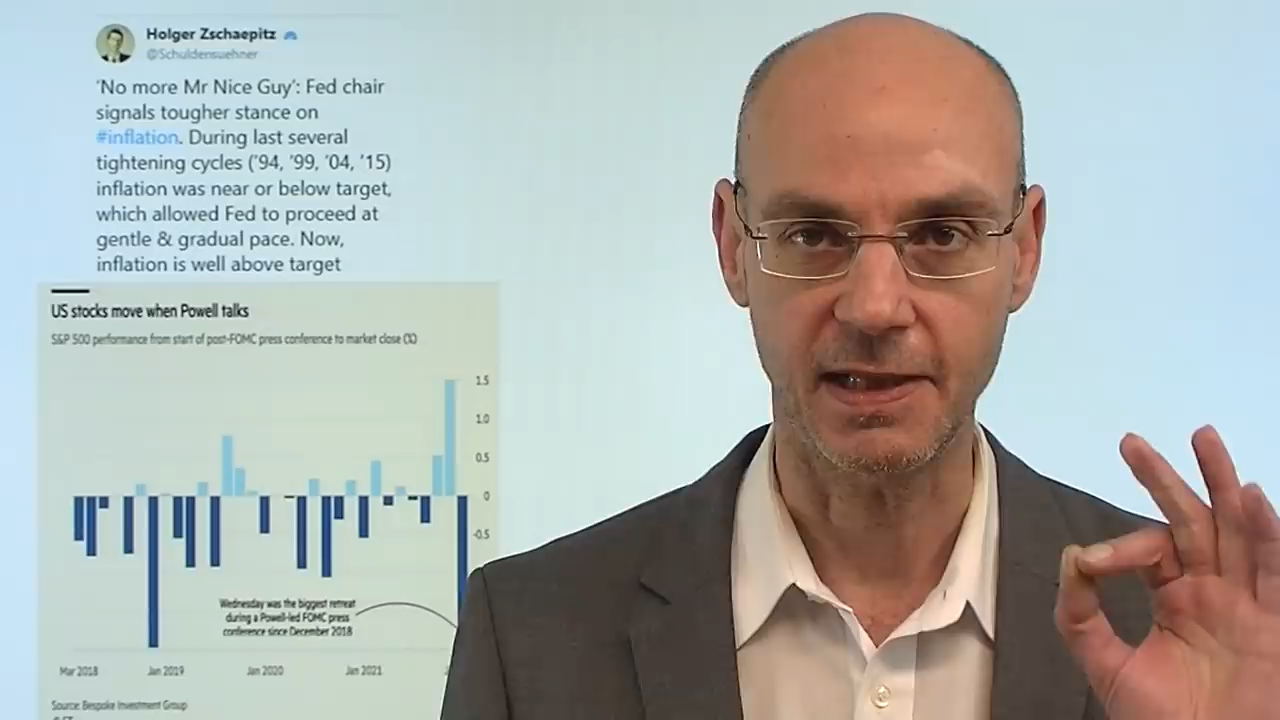 Holger Zschaepitz
@Schuldensuehner
'No more Mr Nice Guy': Fed chair
signals tougher stance on
#inflation. During last several
tightening cycles ('94, '99, '04, '15)
inflation was near or below target,
which allowed Fed to proceed at
gentle & gradual pace. Now,
inflation is well above target
US stocks move when Powell talks
S&P 500 performance from start of post-FOMC press conference to market close (%)
1.5
1.0
0.5
0
-0.5
Wednesday was the biggest retreat
during a Powell-led FOMC press
conference since December 2018
Mar 2018 Jan 2019 Jan 2020 Jan 2021
Source: Bespoke Investment Group